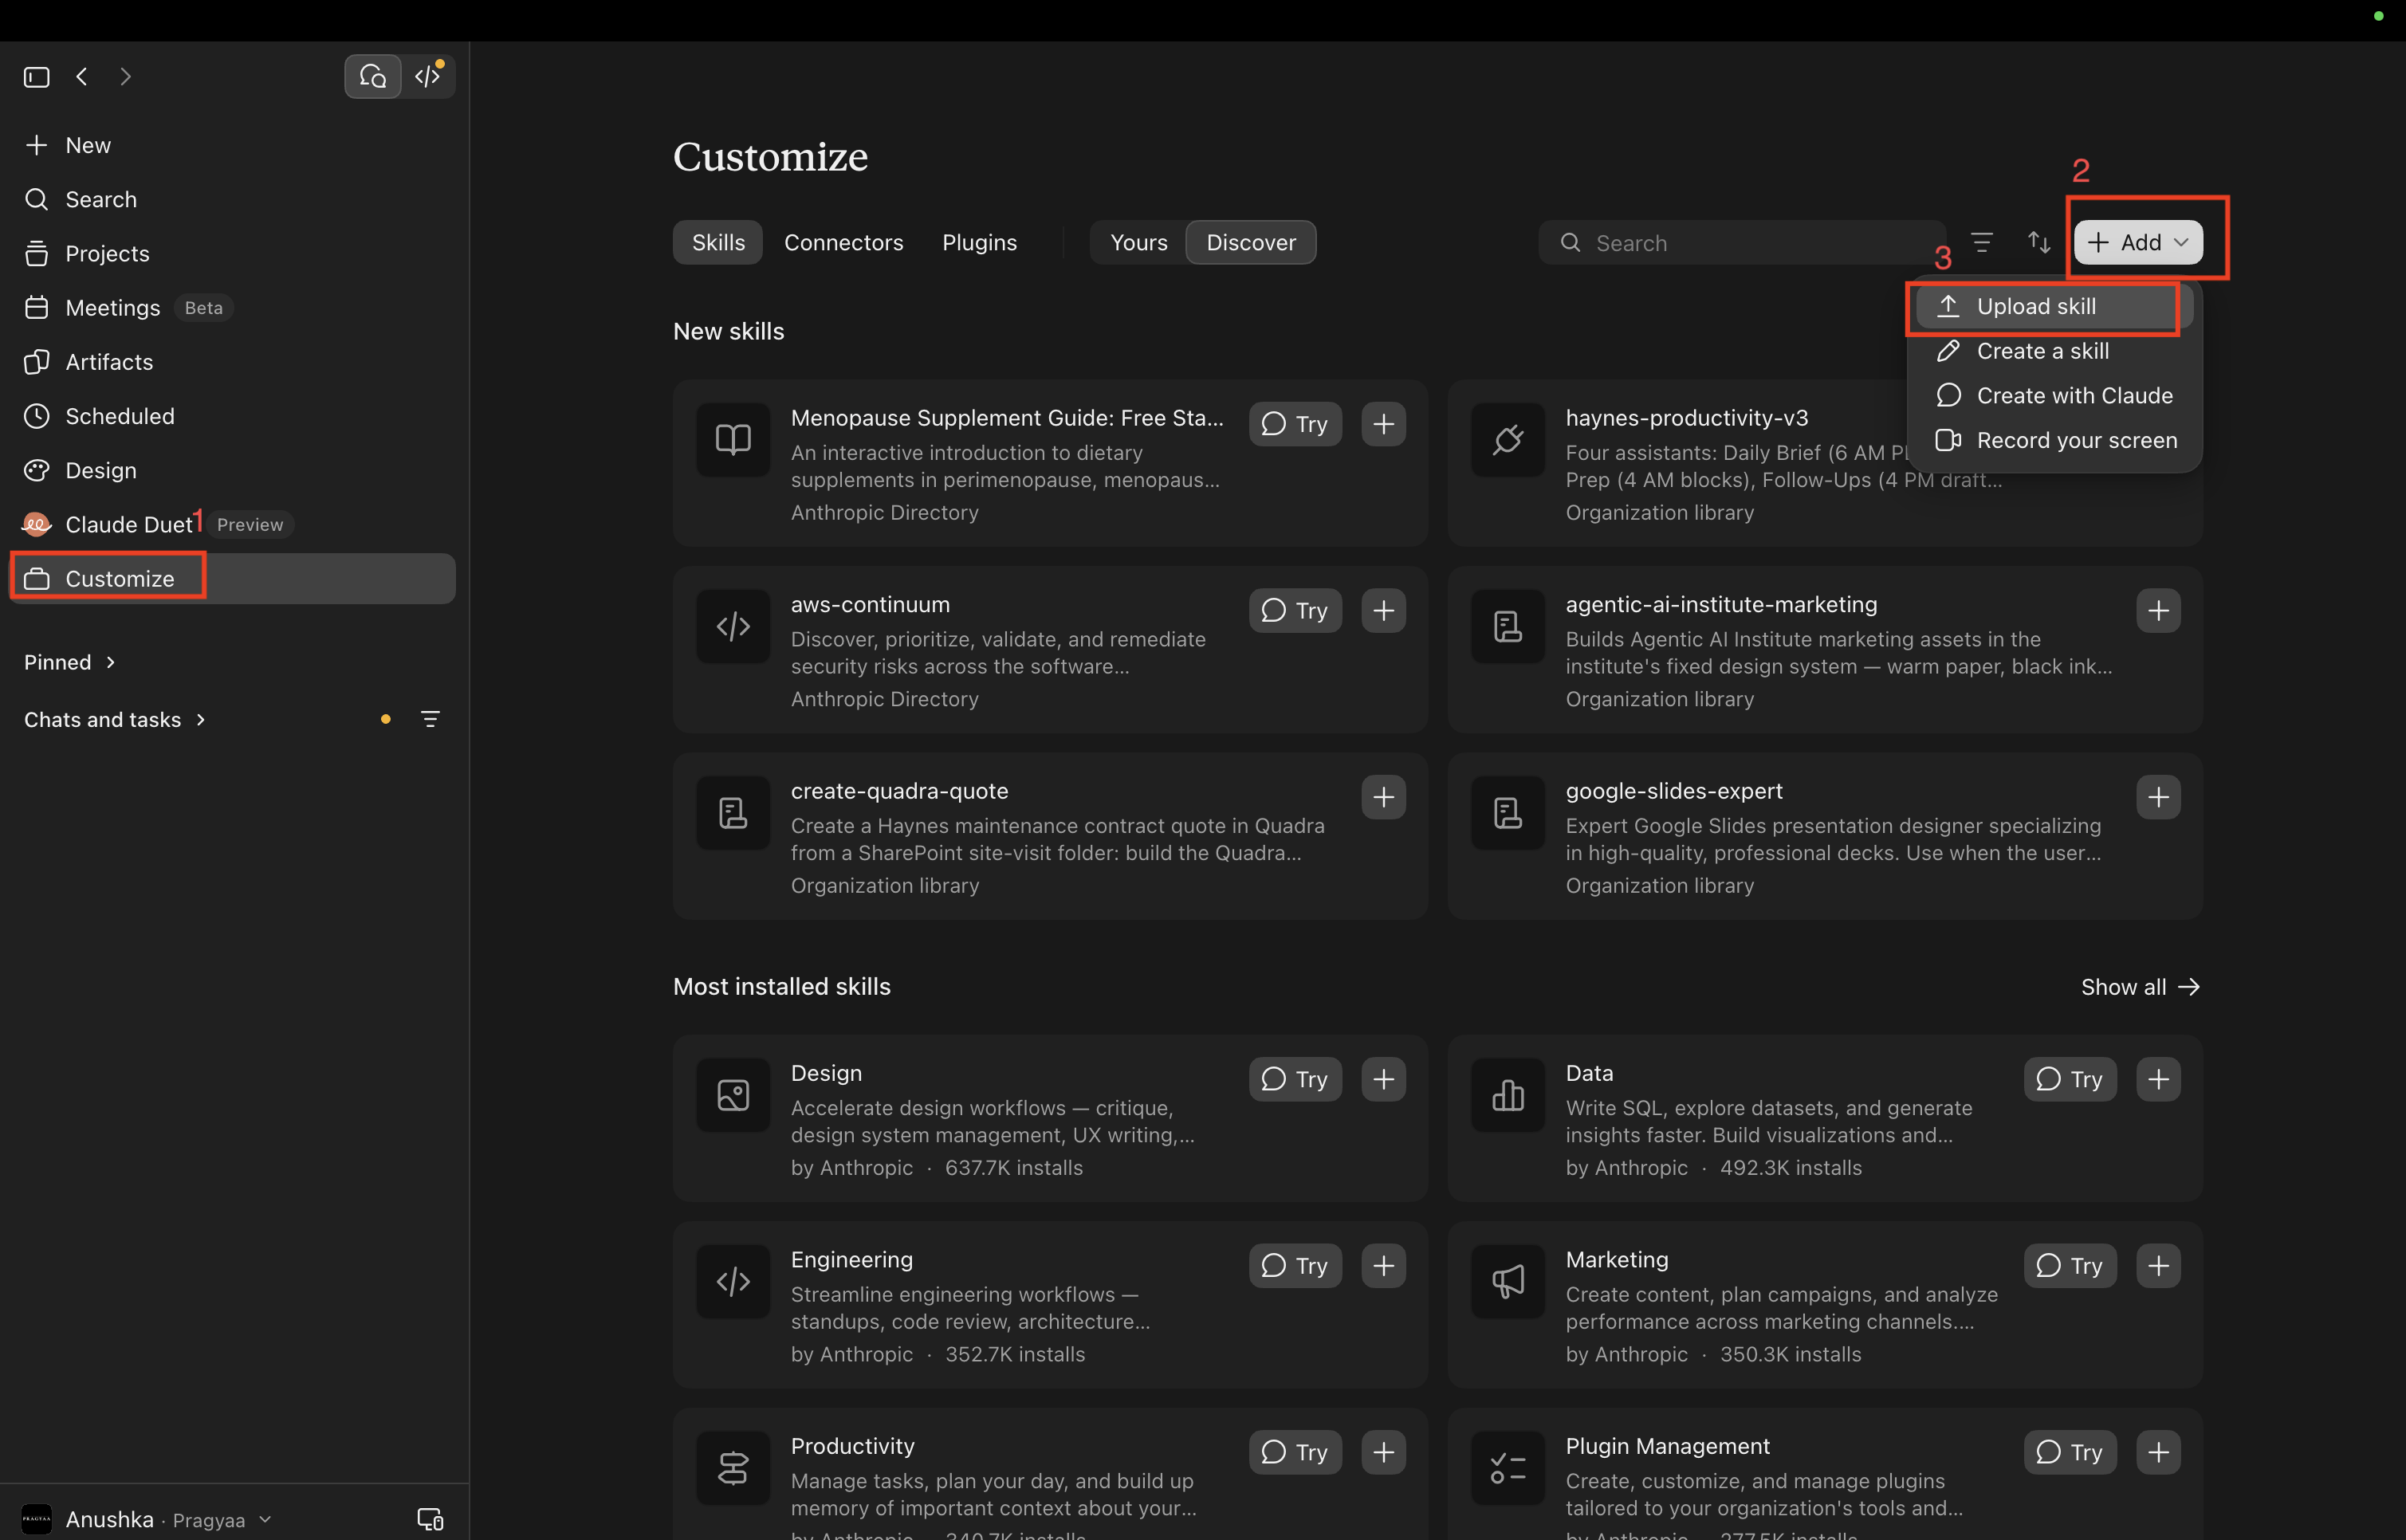 New
Search
Projects
Meetings Beta
Artifacts
Scheduled
Design
Claude Duet 1 Preview
Customize
Pinned
Chats and tasks
PRAGYAA
Anushka · Pragyaa
Customize
2
Skills Connectors Plugins Yours Discover Search + Add
3
Upload skill
Create a skill
Create with Claude
Record your screen
New skills
Menopause Supplement Guide: Free Sta... Try
An interactive introduction to dietary
supplements in perimenopause, menopaus...
Anthropic Directory
haynes-productivity-v3
Four assistants: Daily Brief (6 AM
Prep (4 AM blocks), Follow-Ups (4 PM draft...
Organization library
aws-continuum Try
Discover, prioritize, validate, and remediate
security risks across the software...
Anthropic Directory
agentic-ai-institute-marketing
Builds Agentic AI Institute marketing assets in the
institute's fixed design system — warm paper, black ink...
Organization library
create-quadra-quote
Create a Haynes maintenance contract quote in Quadra
from a SharePoint site-visit folder: build the Quadra...
Organization library
google-slides-expert
Expert Google Slides presentation designer specializing
in high-quality, professional decks. Use when the user...
Organization library
Most installed skills Show all →
Design Try
Accelerate design workflows — critique,
design system management, UX writing,...
by Anthropic · 637.7K installs
Data Try
Write SQL, explore datasets, and generate
insights faster. Build visualizations and...
by Anthropic · 492.3K installs
Engineering Try
Streamline engineering workflows —
standups, code review, architecture...
by Anthropic · 352.7K installs
Marketing Try
Create content, plan campaigns, and analyze
performance across marketing channels....
by Anthropic · 350.3K installs
Productivity Try
Manage tasks, plan your day, and build up
memory of important context about your...
by Anthropic · 340.7K installs
Plugin Management Try
Create, customize, and manage plugins
tailored to your organization's tools and...
by Anthropic · 277.5K installs